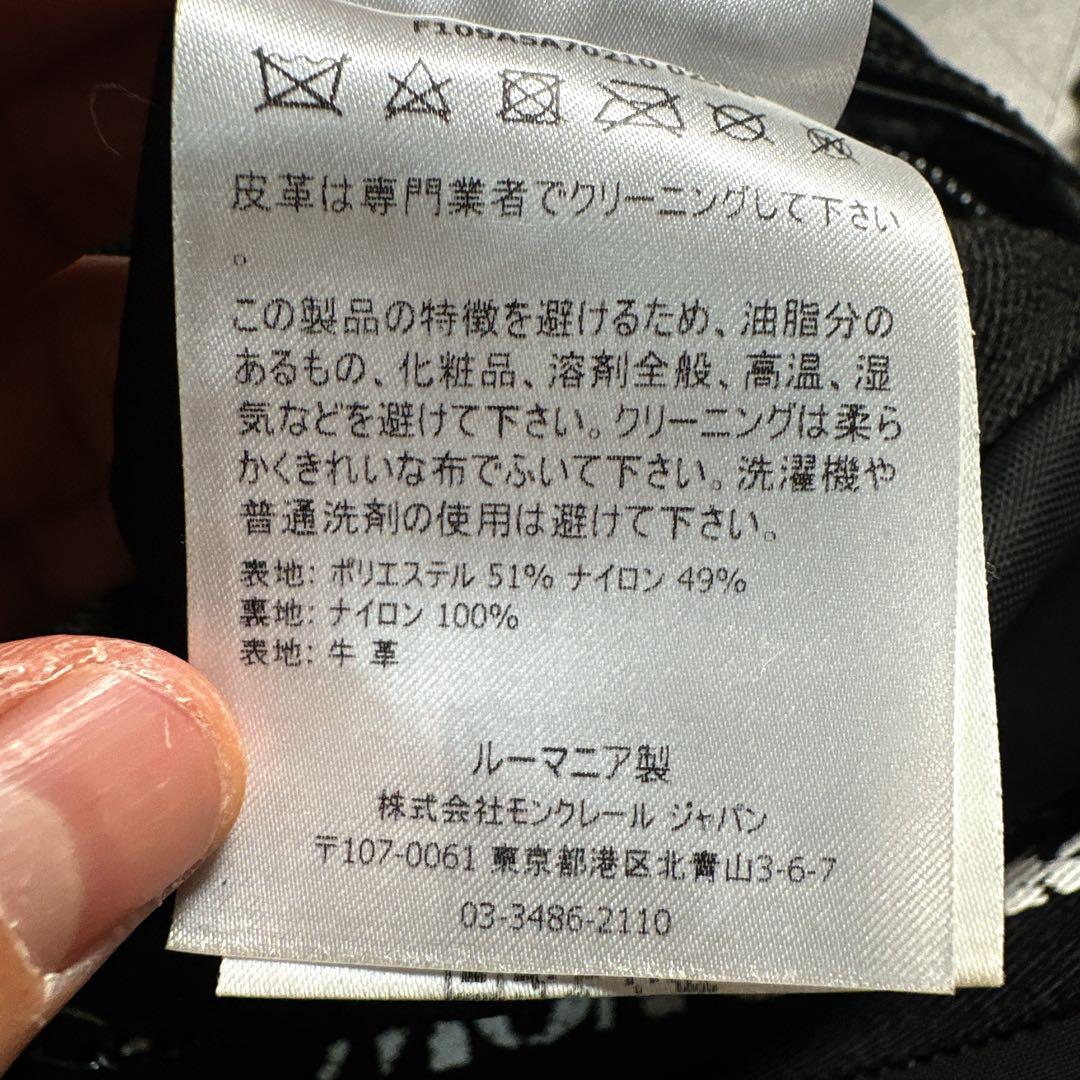 F109A5A70210 02
皮革は専門業者でクリーニングして下さい
。
この製品の特徴を避けるため、油脂分の
あるもの、化粧品、溶剤全般、高温、湿
気などを避けて下さい。クリーニングは柔ら
かくきれいな布でふいて下さい。洗濯機や
普通洗剤の使用は避けて下さい。
表地: ポリエステル 51% ナイロン 49%
裏地: ナイロン 100%
表地: 牛 革
ルーマニア製
株式会社モンクレール ジャパン
〒107-0061 東京都港区北青山3-6-7
03-3486-2110